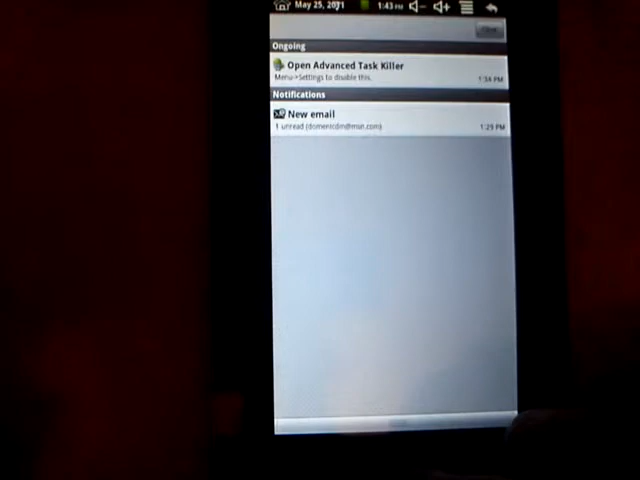 May 25, 2011 1:43 PM
Clear
Ongoing
Open Advanced Task Killer
Menu->Settings to disable this. 1:34 PM
Notifications
New email
1 unread (domenicdm@msn.com) 1:29 PM